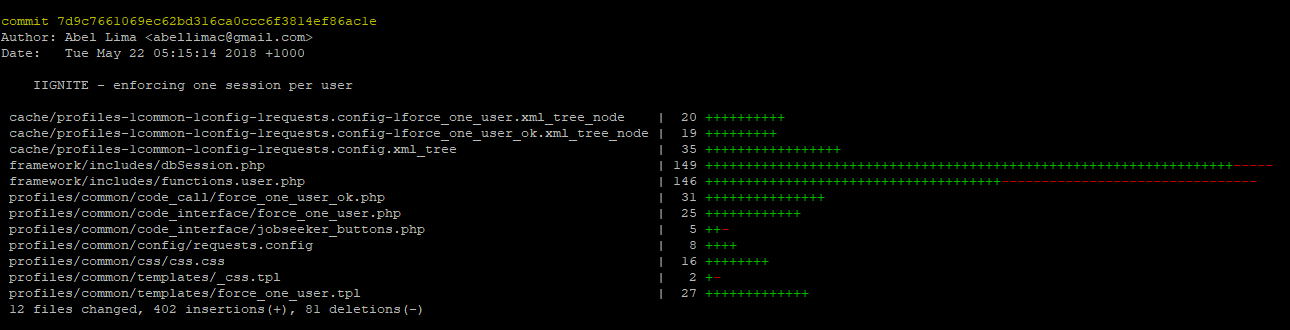 commit 7d9c7661069ec62bd316ca0ccc6f3814ef86ac1e
Author: Abel Lima <abellimac@gmail.com>
Date:   Tue May 22 05:15:14 2018 +1000
IIGNITE - enforcing one session per user
cache/profiles-1common-1config-1requests.config-1force_one_user.xml_tree_node | 20 ++++++++++
cache/profiles-1common-1config-1requests.config-1force_one_user_ok.xml_tree_node | 19 +++++++++
cache/profiles-1common-1config-1requests.config.xml_tree | 35 +++++++++++++++++
framework/includes/dbSession.php | 149 ++++++++++++++++++++++++++++++++++++++++++++++++++++++++++++++++++-----
framework/includes/functions.user.php | 146 +++++++++++++++++++++++++++++++++++++--------------------------------
profiles/common/code_call/force_one_user_ok.php | 31 +++++++++++++++
profiles/common/code_interface/force_one_user.php | 25 ++++++++++++
profiles/common/code_interface/jobseeker_buttons.php | 5 ++-
profiles/common/config/requests.config | 8 ++++
profiles/common/css/css.css | 16 ++++++++
profiles/common/templates/_css.tpl | 2 +-
profiles/common/templates/force_one_user.tpl | 27 +++++++++++++
12 files changed, 402 insertions(+), 81 deletions(-)